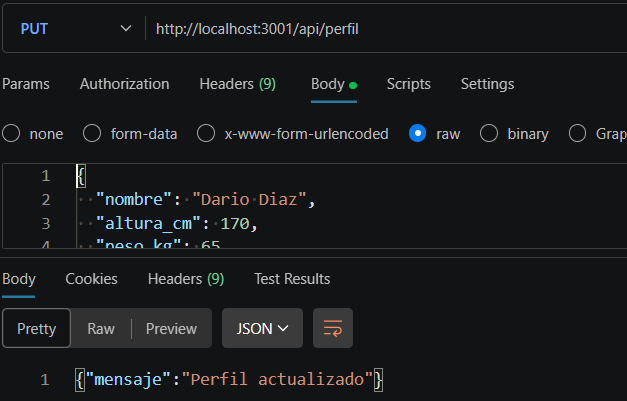 PUT http://localhost:3001/api/perfil
Params Authorization Headers (9) Body Scripts Settings
none form-data x-www-form-urlencoded raw binary Grap
1 {
2 "nombre": "Dario Diaz",
3 "altura_cm": 170,
4 "peso_kg": 65
Body Cookies Headers (9) Test Results
Pretty Raw Preview JSON
1 {"mensaje":"Perfil actualizado"}